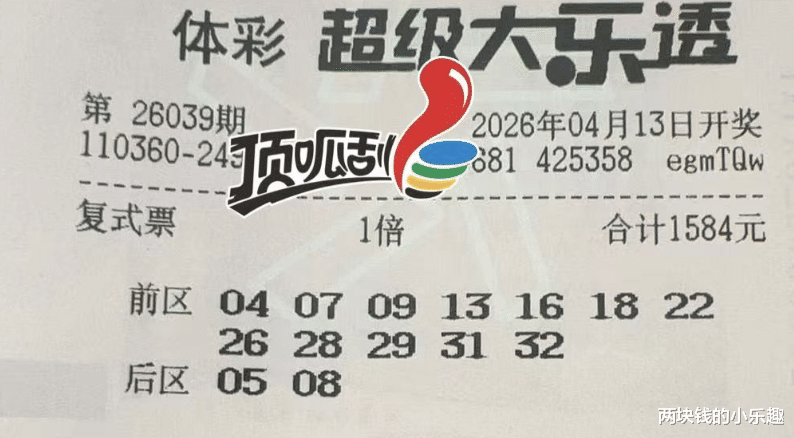 体彩 超级大乐透
第 26039期 2026年04月13日开奖
110360-249 681 425358 egmTQw
顶呱刮
复式票 1倍 合计1584元
前区 04 07 09 13 16 18 22
26 28 29 31 32
后区 05 08
两块钱的小乐趣